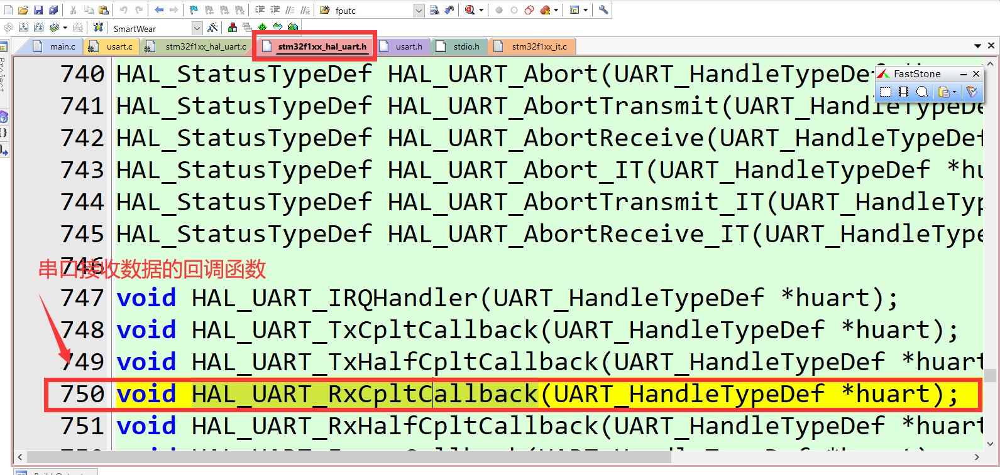 fputc
LOAD
SmartWear
main.c
usart.c
stm32f1xx_hal_uart.c
stm32f1xx_hal_uart.h
usart.h
stdio.h
stm32f1xx_it.c
Project
FastStone
740 HAL_StatusTypeDef HAL_UART_Abort(UART_HandleTypeDef
741 HAL_StatusTypeDef HAL_UART_AbortTransmit(UART_HandleTypeDe
742 HAL_StatusTypeDef HAL_UART_AbortReceive(UART_HandleTypeDef
743 HAL_StatusTypeDef HAL_UART_Abort_IT(UART_HandleTypeDef *hu
744 HAL_StatusTypeDef HAL_UART_AbortTransmit_IT(UART_HandleTyp
745 HAL_StatusTypeDef HAL_UART_AbortReceive_IT(UART_HandleType
746
串口接收数据的回调函数
747 void HAL_UART_IRQHandler(UART_HandleTypeDef *huart);
748 void HAL_UART_TxCpltCallback(UART_HandleTypeDef *huart);
749 void HAL_UART_TxHalfCpltCallback(UART_HandleTypeDef *huart
750 void HAL_UART_RxCpltCallback(UART_HandleTypeDef *huart);
751 void HAL_UART_RxHalfCpltCallback(UART_HandleTypeDef *huart